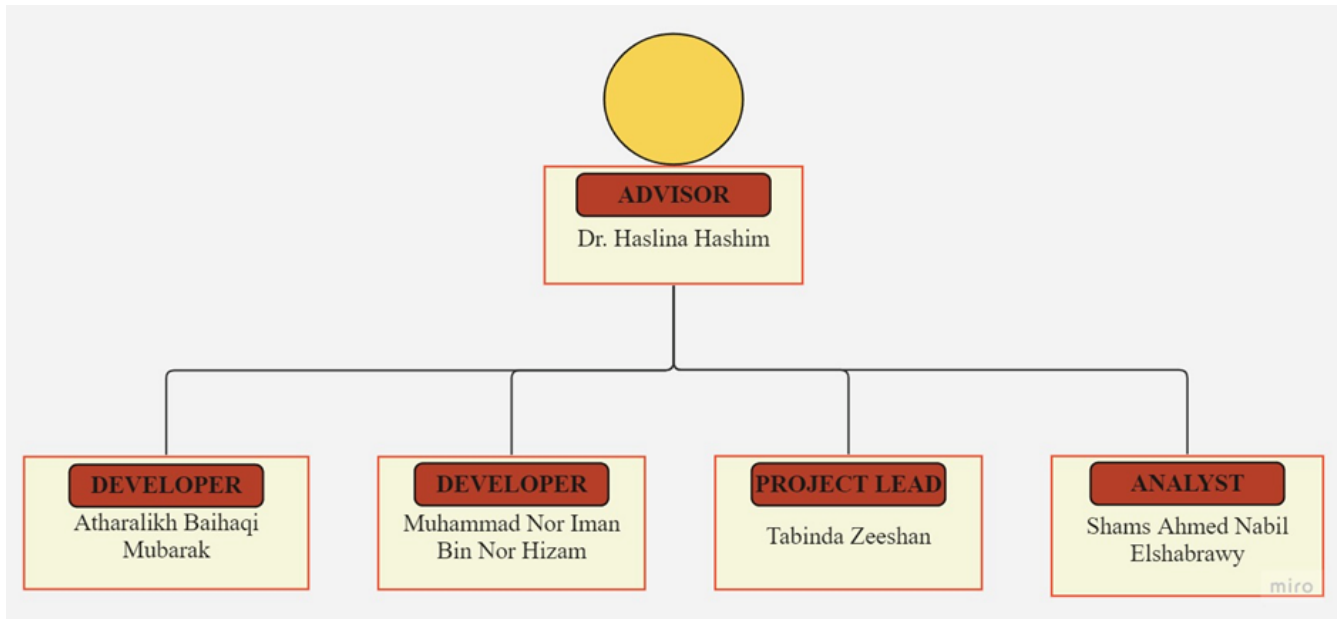 ADVISOR
Dr. Haslina Hashim
DEVELOPER
Atharalikh Baihaqi
Mubarak
DEVELOPER
Muhammad Nor Iman
Bin Nor Hizam
PROJECT LEAD
Tabinda Zeeshan
ANALYST
Shams Ahmed Nabil
Elshabrawy
miro